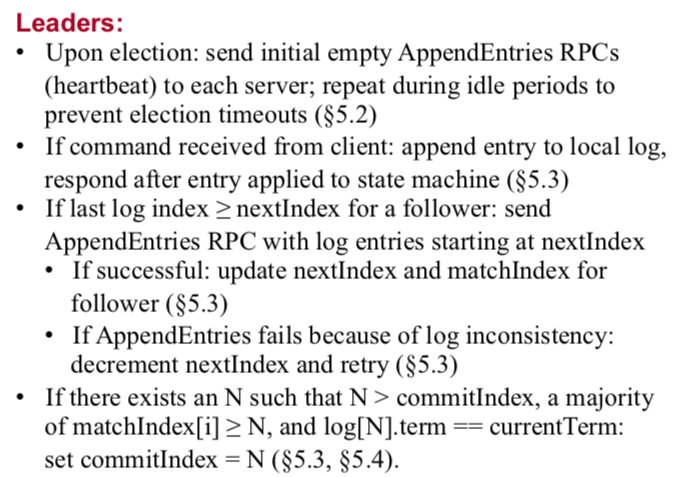 Leaders:
• Upon election: send initial empty AppendEntries RPCs
(heartbeat) to each server; repeat during idle periods to
prevent election timeouts (§5.2)
• If command received from client: append entry to local log,
respond after entry applied to state machine (§5.3)
• If last log index ≥ nextIndex for a follower: send
AppendEntries RPC with log entries starting at nextIndex
• If successful: update nextIndex and matchIndex for
follower (§5.3)
• If AppendEntries fails because of log inconsistency:
decrement nextIndex and retry (§5.3)
• If there exists an N such that N > commitIndex, a majority
of matchIndex[i] ≥ N, and log[N].term == currentTerm:
set commitIndex = N (§5.3, §5.4).